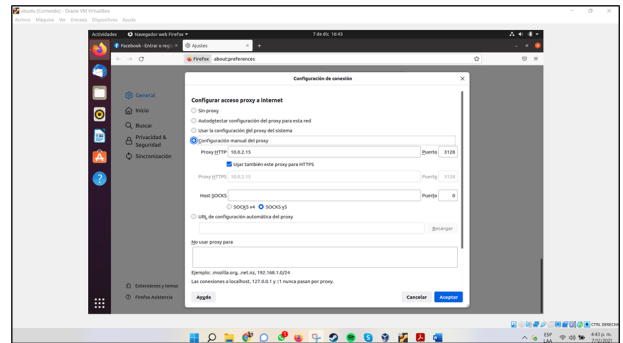 ubuntu [Corriendo] - Oracle VM VirtualBox
Archivo Máquina Ver Entrada Dispositivos Ayuda
Actividades Navegador web Firefox 7 de dic 16:43
Facebook - Entrar o regis × Ajustes × +
Firefox about:preferences
Configuración de conexión
General
Inicio
Buscar
Privacidad &
Seguridad
Sincronización
Extensiones y temas
Firefox Asistencia
Configurar acceso proxy a Internet
Sin proxy
Autodetectar configuración del proxy para esta red
Usar la configuración del proxy del sistema
Configuración manual del proxy
Proxy HTTP 10.0.2.15 Puerto 3128
Usar también este proxy para HTTPS
Proxy HTTPS 10.0.2.15 Puerto 3128
Host SOCKS Puerto 0
SOCKS v4 SOCKS v5
URL de configuración automática del proxy
Recargar
No usar proxy para
Ejemplo: .mozilla.org, .net.nz, 192.168.1.0/24
Las conexiones a localhost, 127.0.0.1 y ::1 nunca pasan por proxy.
Ayuda Cancelar Aceptar
CTRL DERECHA
ESP
LAA
4:43 p. m.
7/12/2021